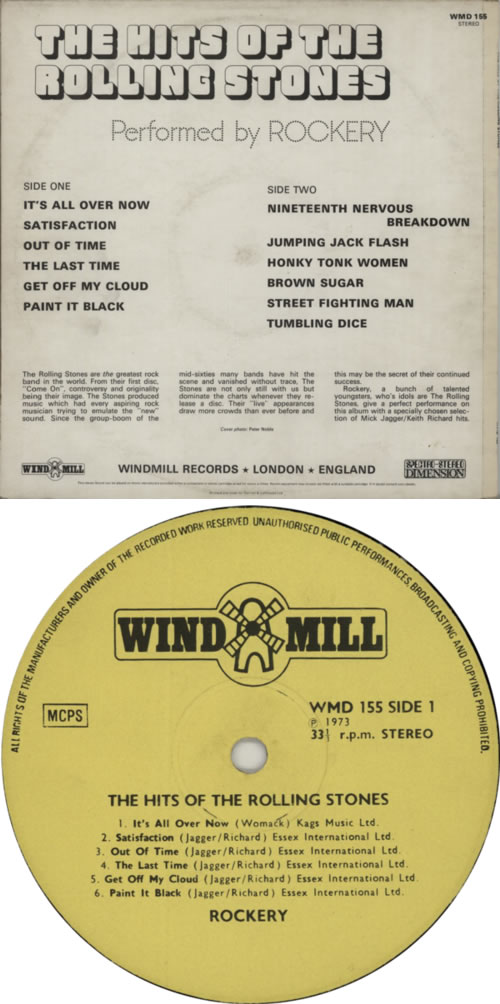 WMD 155
STEREO
THE HITS OF THE
ROLLING STONES
Performed by ROCKERY
SIDE ONE
IT'S ALL OVER NOW
SATISFACTION
OUT OF TIME
THE LAST TIME
GET OFF MY CLOUD
PAINT IT BLACK
SIDE TWO
NINETEENTH NERVOUS
BREAKDOWN
JUMPING JACK FLASH
HONKY TONK WOMEN
BROWN SUGAR
STREET FIGHTING MAN
TUMBLING DICE
The Rolling Stones are the greatest rock
band in the world. From their first disc,
"Come On", controversy and originality
being their image. The Stones produced
music which had every aspiring rock
musician trying to emulate the "new"
sound. Since the group-boom of the
mid-sixties many bands have hit the
scene and vanished without trace, The
Stones are not only still with us but
dominate the charts whenever they re-
lease a disc. Their "live" appearances
draw more crowds than ever before and
this may be the secret of their continued
success.
Rockery, a bunch of talented
youngsters, who's idols are The Rolling
Stones, give a perfect performance on
this album with a specially chosen selec-
tion of Mick Jagger/Keith Richard hits.
Cover photo: Peter Noble
WINDMILL
WINDMILL RECORDS ★ LONDON ★ ENGLAND
SPECTRO-STEREO
DIMENSION
ALL RIGHTS OF THE MANUFACTURERS AND OWNER OF THE RECORDED WORK RESERVED UNAUTHORISED PUBLIC PERFORMANCES, BROADCASTING AND COPYING PROHIBITED.
WINDMILL
MCPS
WMD 155 SIDE 1
℗ 1973
33⅓ r.p.m. STEREO
THE HITS OF THE ROLLING STONES
1. It's All Over Now (Womack) Kags Music Ltd.
2. Satisfaction (Jagger/Richard) Essex International Ltd.
3. Out Of Time (Jagger/Richard) Essex International Ltd.
4. The Last Time (Jagger/Richard) Essex International Ltd.
5. Get Off My Cloud (Jagger/Richard) Essex International Ltd.
6. Paint It Black (Jagger/Richard) Essex International Ltd.
ROCKERY